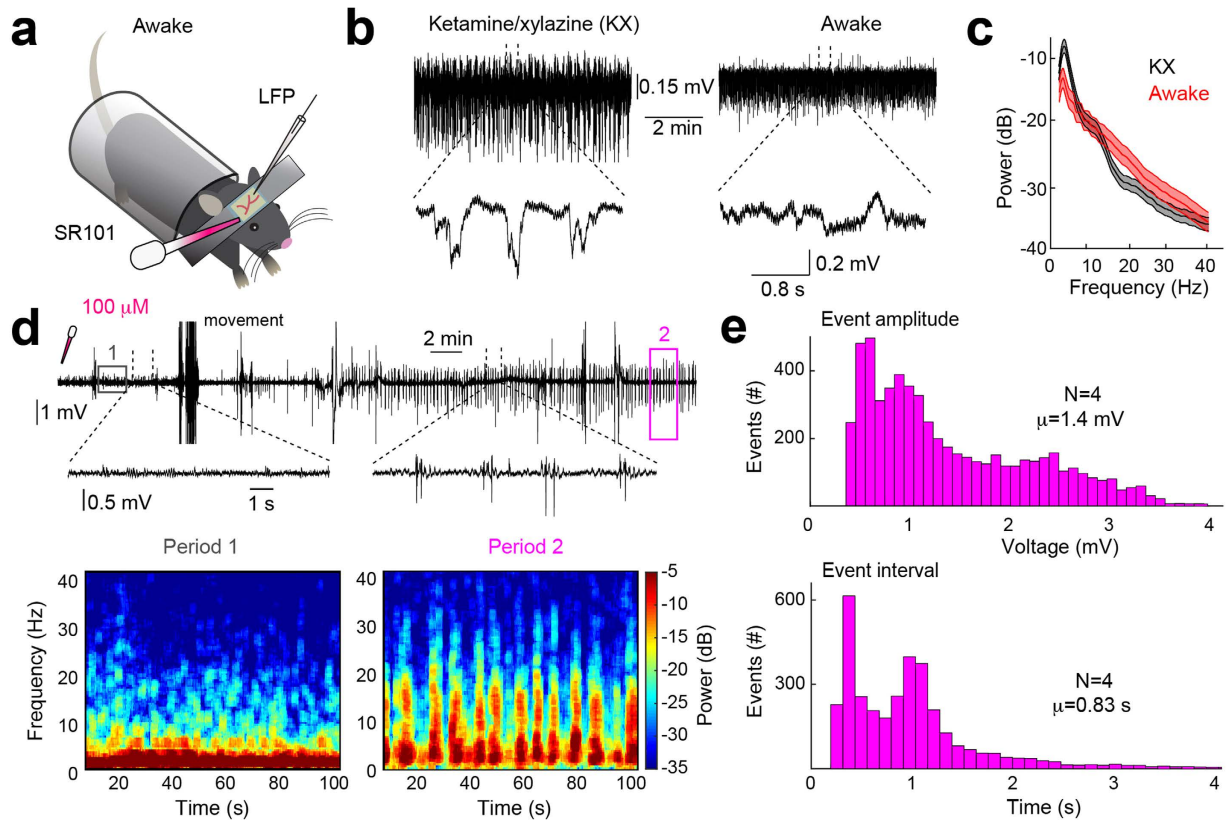 a
Awake
LFP
SR101
b
Ketamine/xylazine (KX)
Awake
0.15 mV
2 min
0.2 mV
0.8 s
c
KX
Awake
Power (dB)
-10
-20
-30
-40
0 10 20 30 40
Frequency (Hz)
d
100 μM
1
movement
2 min
2
1 mV
0.5 mV
1 s
Period 1
Period 2
Frequency (Hz)
40
30
20
10
0
20 40 60 80 100
Time (s)
40
30
20
10
0
20 40 60 80 100
Time (s)
-5
-10
-15
-20
-25
-30
-35
Power (dB)
e
Event amplitude
Events (#)
400
200
N=4
μ=1.4 mV
0 1 2 3 4
Voltage (mV)
Event interval
Events (#)
600
300
N=4
μ=0.83 s
0 1 2 3 4
Time (s)